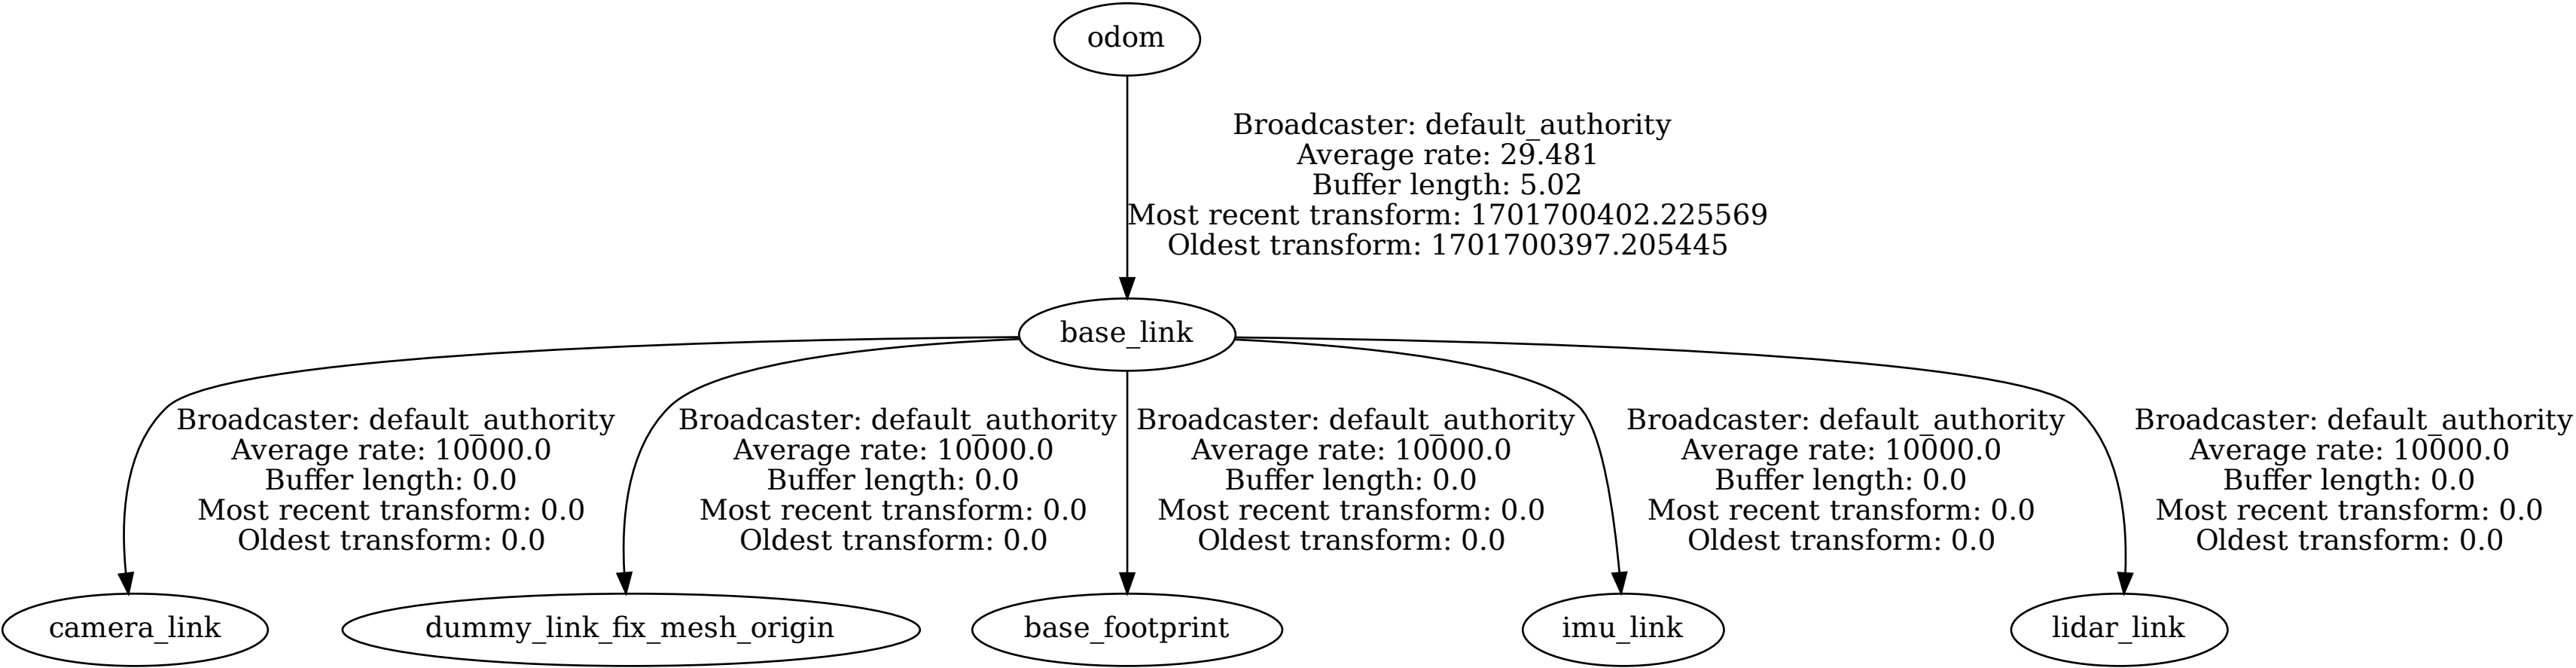 odom
Broadcaster: default_authority
Average rate: 29.481
Buffer length: 5.02
Most recent transform: 1701700402.225569
Oldest transform: 1701700397.205445
base_link
Broadcaster: default_authority
Average rate: 10000.0
Buffer length: 0.0
Most recent transform: 0.0
Oldest transform: 0.0
Broadcaster: default_authority
Average rate: 10000.0
Buffer length: 0.0
Most recent transform: 0.0
Oldest transform: 0.0
Broadcaster: default_authority
Average rate: 10000.0
Buffer length: 0.0
Most recent transform: 0.0
Oldest transform: 0.0
Broadcaster: default_authority
Average rate: 10000.0
Buffer length: 0.0
Most recent transform: 0.0
Oldest transform: 0.0
Broadcaster: default_authority
Average rate: 10000.0
Buffer length: 0.0
Most recent transform: 0.0
Oldest transform: 0.0
camera_link
dummy_link_fix_mesh_origin
base_footprint
imu_link
lidar_link